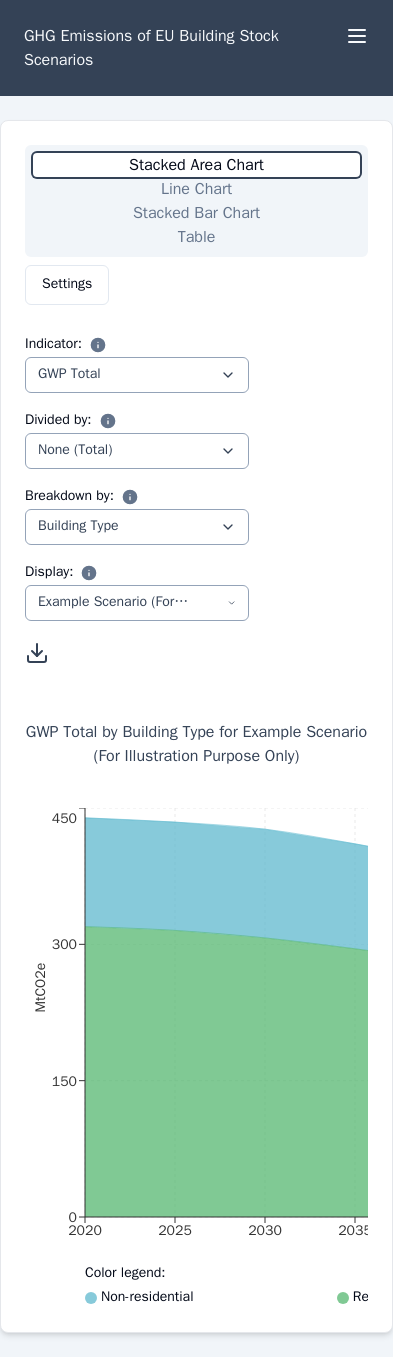 GHG Emissions of EU Building Stock
Scenarios
Stacked Area Chart
Line Chart
Stacked Bar Chart
Table
Settings
Indicator:
GWP Total
Divided by:
None (Total)
Breakdown by:
Building Type
Display:
Example Scenario (For···
GWP Total by Building Type for Example Scenario
(For Illustration Purpose Only)
450
300
150
0
MtCO2e
2020 2025 2030 2035
Color legend:
Non-residential Re